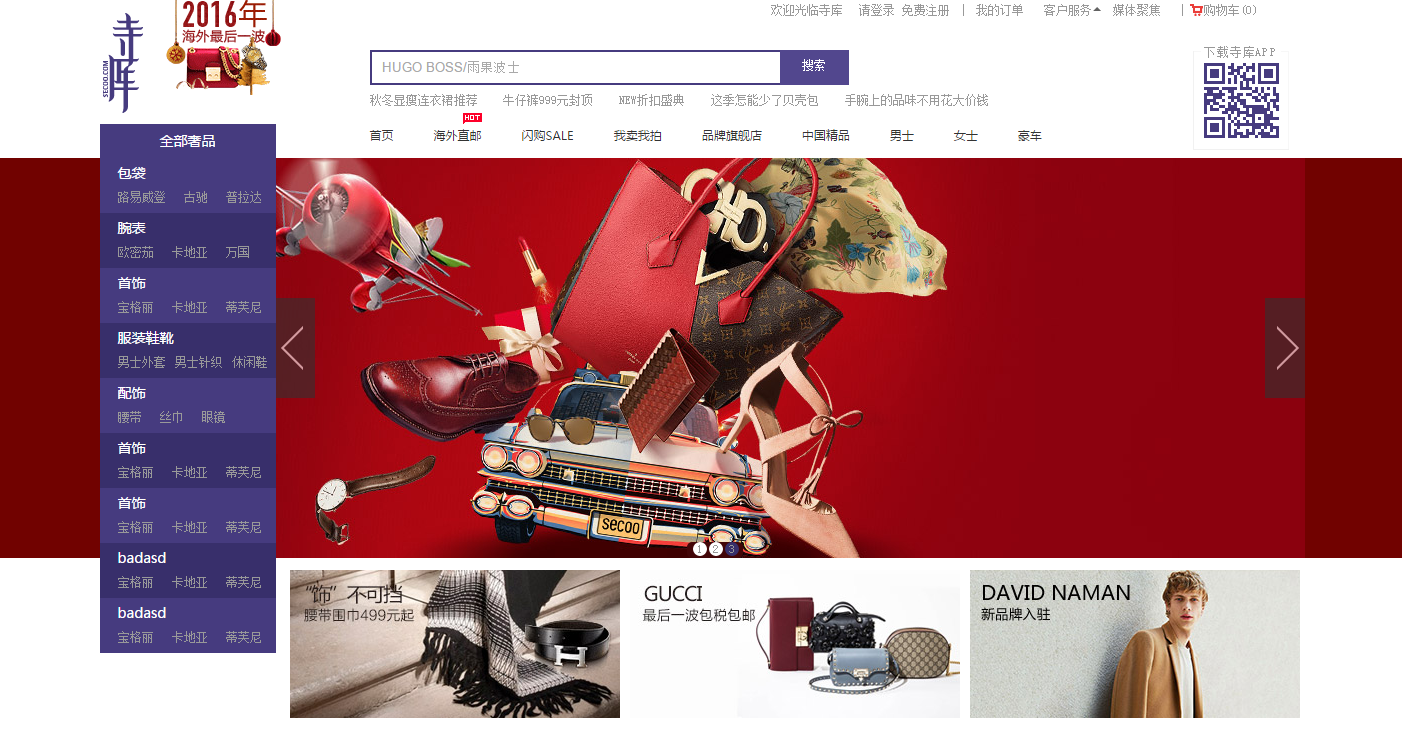 欢迎光临寺库 请登录 免费注册 | 我的订单 客户服务 媒体聚焦 | 购物车(0)
寺库
SECOO.COM
2016年
海外最后一波
HUGO BOSS/雨果波士 搜索
下载寺库APP
秋冬显瘦连衣裙推荐 牛仔裤999元封顶 NEW折扣盛典 这季怎能少了贝壳包 手腕上的品味不用花大价钱
HOT
首页 海外直邮 闪购SALE 我卖我拍 品牌旗舰店 中国精品 男士 女士 豪车
全部奢品
包袋
路易威登 古驰 普拉达
腕表
欧密茄 卡地亚 万国
首饰
宝格丽 卡地亚 蒂芙尼
服装鞋靴
男士外套 男士针织 休闲鞋
配饰
腰带 丝巾 眼镜
首饰
宝格丽 卡地亚 蒂芙尼
首饰
宝格丽 卡地亚 蒂芙尼
badasd
宝格丽 卡地亚 蒂芙尼
badasd
宝格丽 卡地亚 蒂芙尼
secoo
1 2 3
“饰”不可挡
腰带围巾499元起
GUCCI
最后一波包税包邮
DAVID NAMAN
新品牌入驻